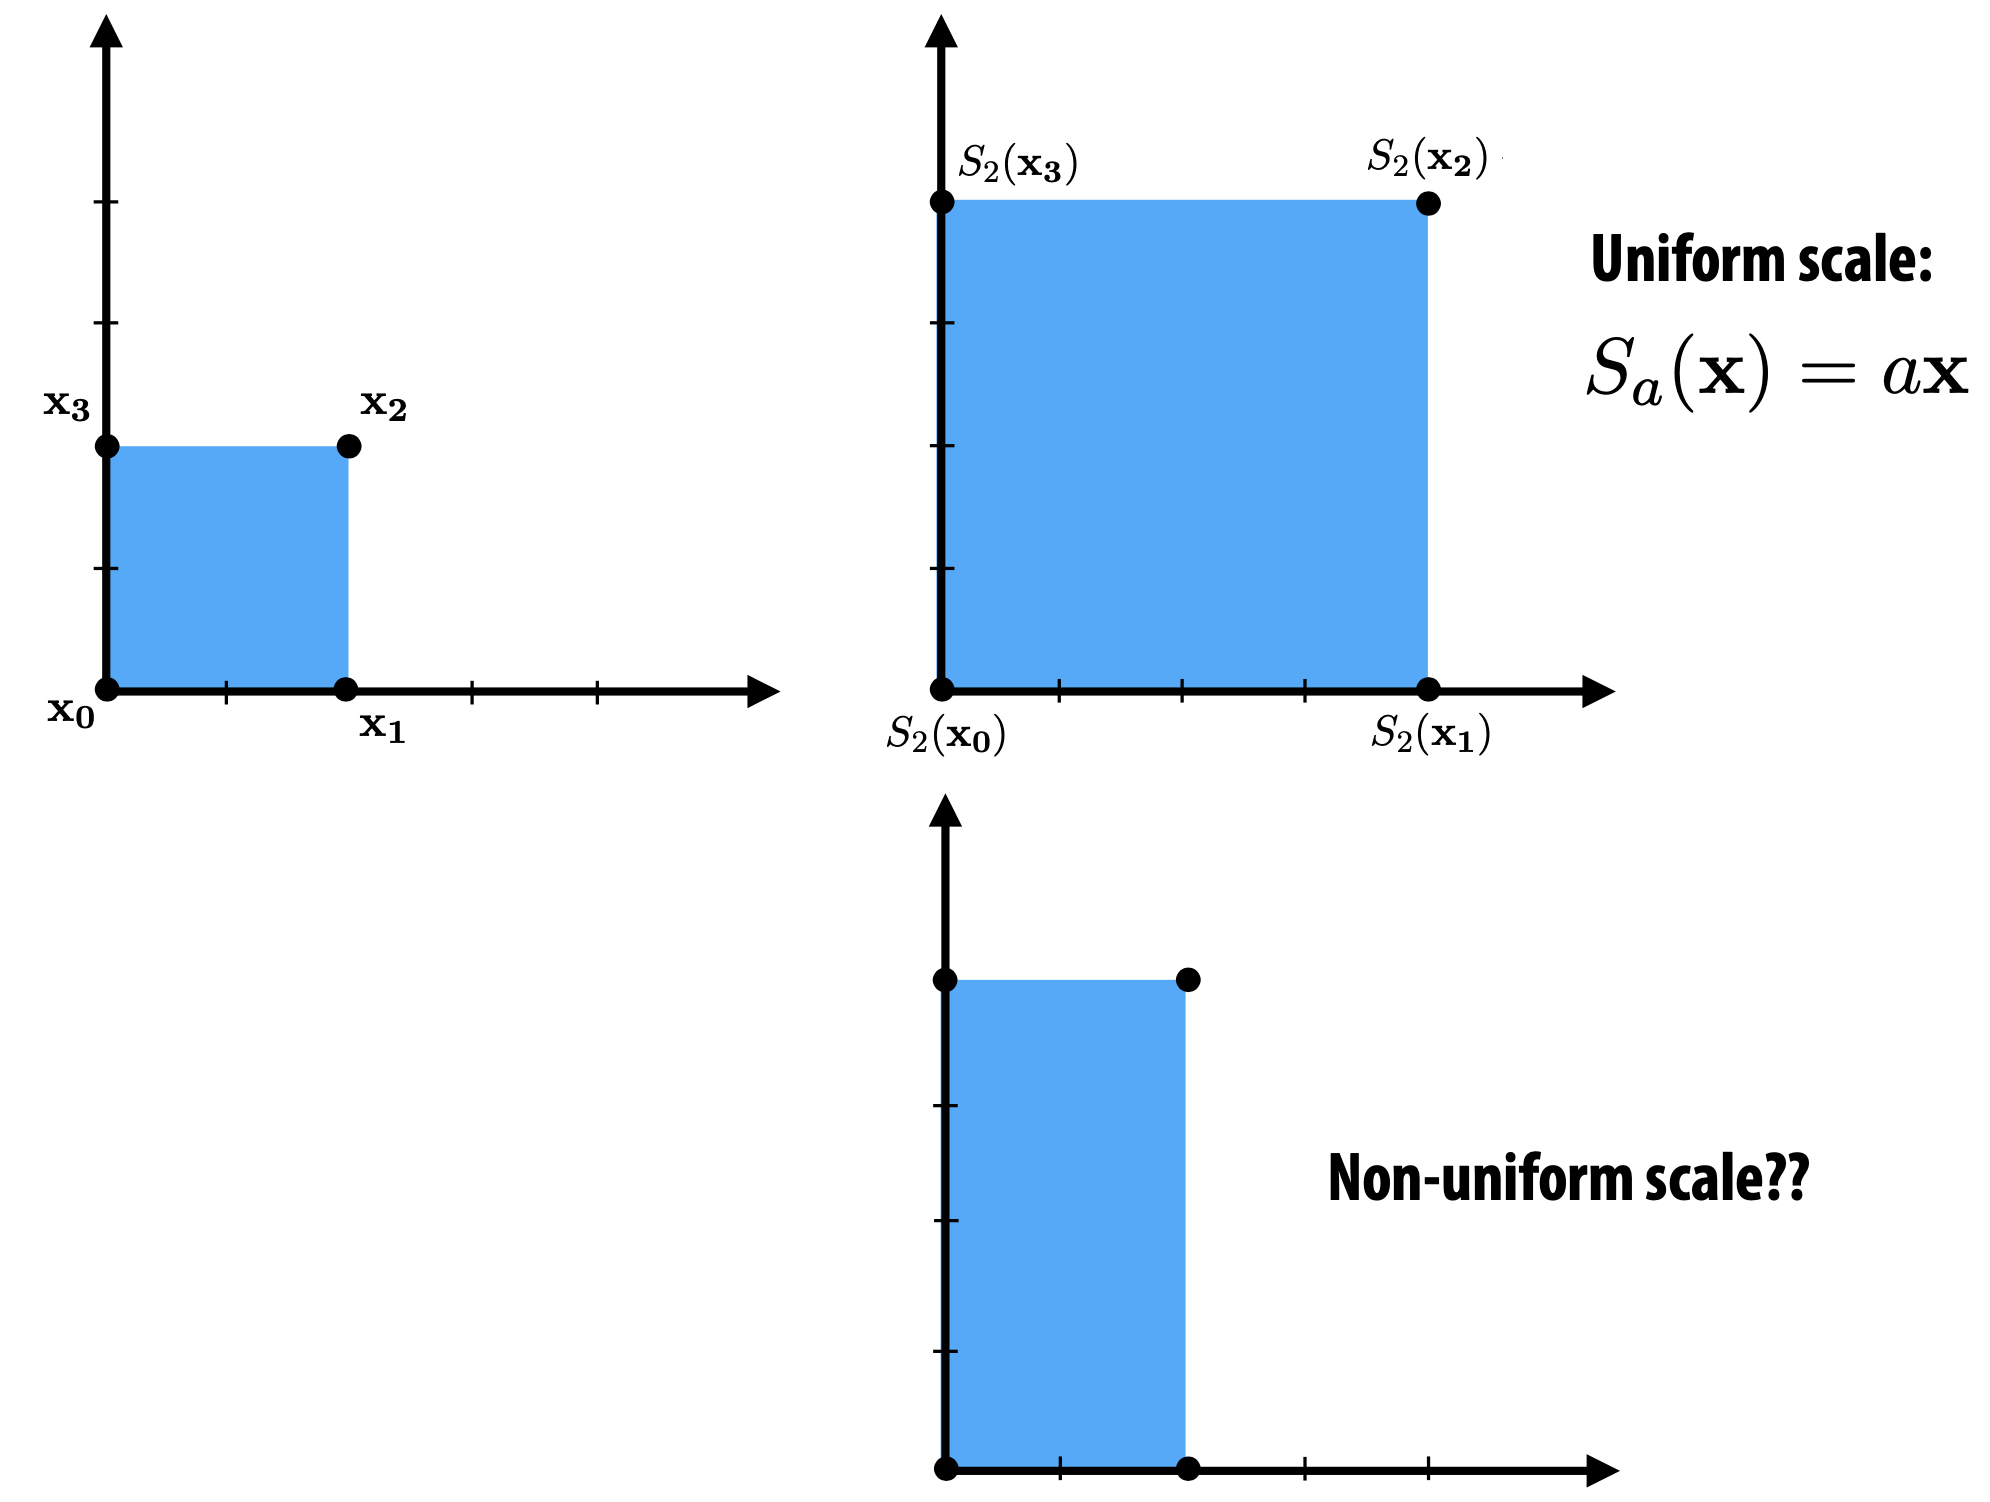 S₂(𝐱₃)
S₂(𝐱₂)
Uniform scale:
Sₐ(𝐱) = a𝐱
𝐱₃
𝐱₂
𝐱₀
𝐱₁
S₂(𝐱₀)
S₂(𝐱₁)
Non-uniform scale??